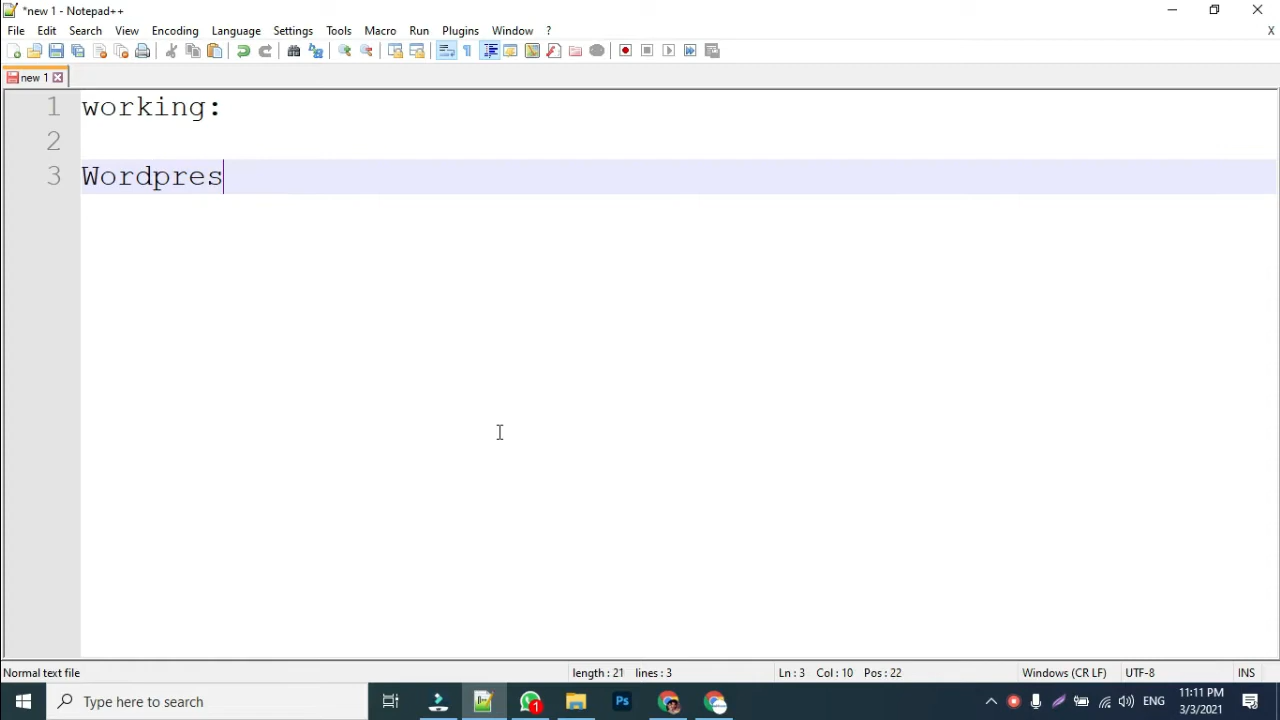 *new 1 - Notepad++
File Edit Search View Encoding Language Settings Tools Macro Run Plugins Window ? X
new 1
1 working:
2
3 Wordpres
Normal text file length : 21 lines : 3 Ln : 3 Col : 10 Pos : 22 Windows (CR LF) UTF-8 INS
Type here to search Ps 1 ENG 11:11 PM
3/3/2021